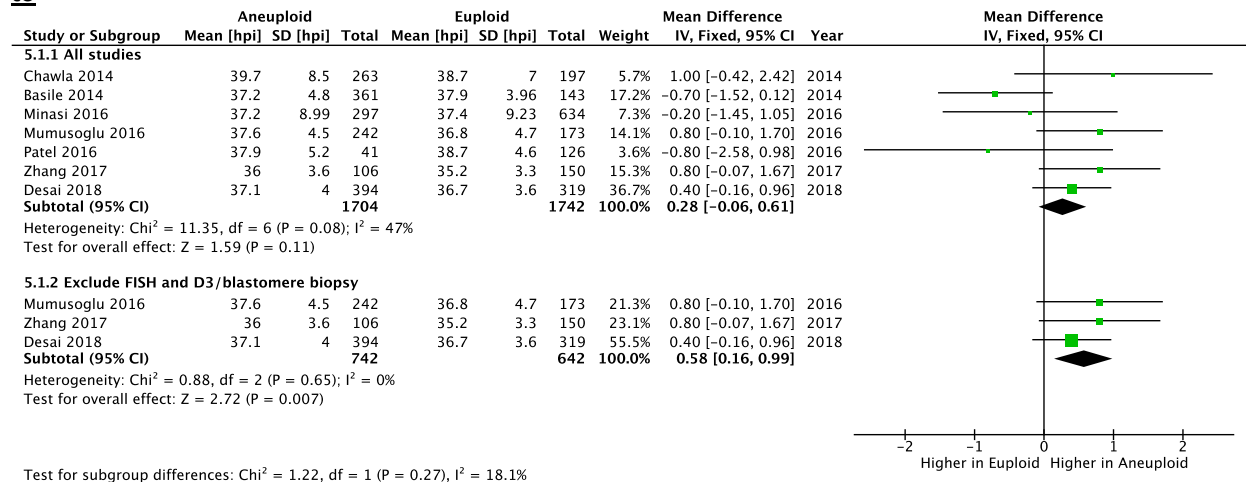 Aneuploid Euploid Mean Difference Mean Difference
Study or Subgroup Mean [hpi] SD [hpi] Total Mean [hpi] SD [hpi] Total Weight IV, Fixed, 95% CI Year IV, Fixed, 95% CI
5.1.1 All studies
Chawla 2014 39.7 8.5 263 38.7 7 197 5.7% 1.00 [-0.42, 2.42] 2014
Basile 2014 37.2 4.8 361 37.9 3.96 143 17.2% -0.70 [-1.52, 0.12] 2014
Minasi 2016 37.2 8.99 297 37.4 9.23 634 7.3% -0.20 [-1.45, 1.05] 2016
Mumusoglu 2016 37.6 4.5 242 36.8 4.7 173 14.1% 0.80 [-0.10, 1.70] 2016
Patel 2016 37.9 5.2 41 38.7 4.6 126 3.6% -0.80 [-2.58, 0.98] 2016
Zhang 2017 36 3.6 106 35.2 3.3 150 15.3% 0.80 [-0.07, 1.67] 2017
Desai 2018 37.1 4 394 36.7 3.6 319 36.7% 0.40 [-0.16, 0.96] 2018
Subtotal (95% CI) 1704 1742 100.0% 0.28 [-0.06, 0.61]
Heterogeneity: Chi² = 11.35, df = 6 (P = 0.08); I² = 47%
Test for overall effect: Z = 1.59 (P = 0.11)
5.1.2 Exclude FISH and D3/blastomere biopsy
Mumusoglu 2016 37.6 4.5 242 36.8 4.7 173 21.3% 0.80 [-0.10, 1.70] 2016
Zhang 2017 36 3.6 106 35.2 3.3 150 23.1% 0.80 [-0.07, 1.67] 2017
Desai 2018 37.1 4 394 36.7 3.6 319 55.5% 0.40 [-0.16, 0.96] 2018
Subtotal (95% CI) 742 642 100.0% 0.58 [0.16, 0.99]
Heterogeneity: Chi² = 0.88, df = 2 (P = 0.65); I² = 0%
Test for overall effect: Z = 2.72 (P = 0.007)
-2 -1 0 1 2
Higher in Euploid Higher in Aneuploid
Test for subgroup differences: Chi² = 1.22, df = 1 (P = 0.27), I² = 18.1%